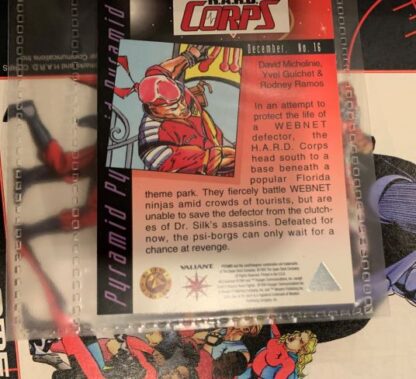 H.A.R.D.
CORPS
December, No. 16
David Michelinie,
Yvel Guichet &
Rodney Ramos
In an attempt to
protect the life of
a WEBNET
defector, the
H.A.R.D. Corps
head south to a
base beneath a
popular Florida
theme park. They fiercely battle WEBNET
ninjas amid crowds of tourists, but are
unable to save the defector from the clutch-
es of Dr. Silk's assassins. Defeated for
now, the psi-borgs can only wait for a
chance at revenge.
VALIANT
Pyramid Pyramid Pyramid